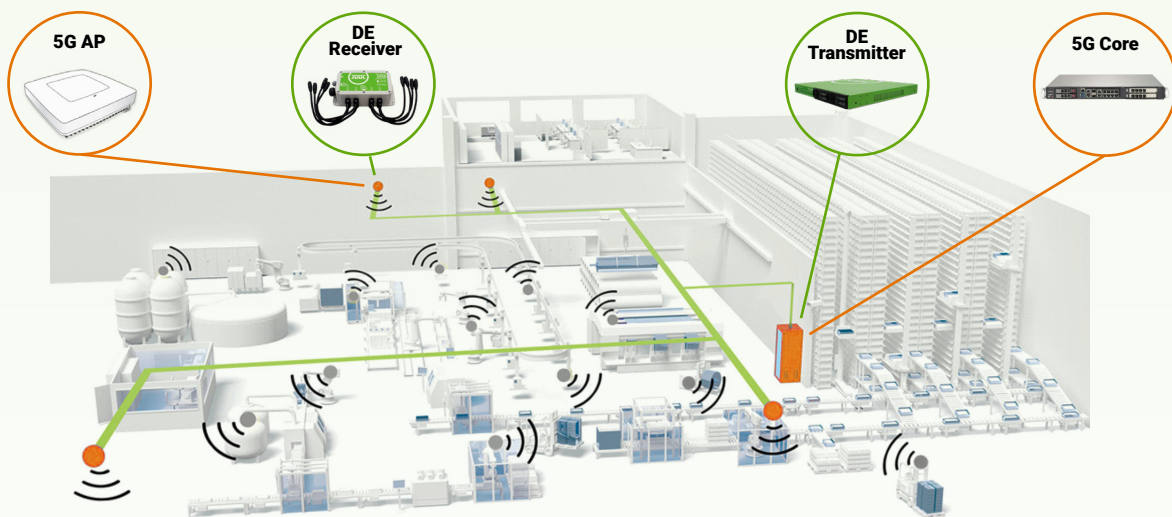 5G AP
DE
Receiver
DE
Transmitter
5G Core